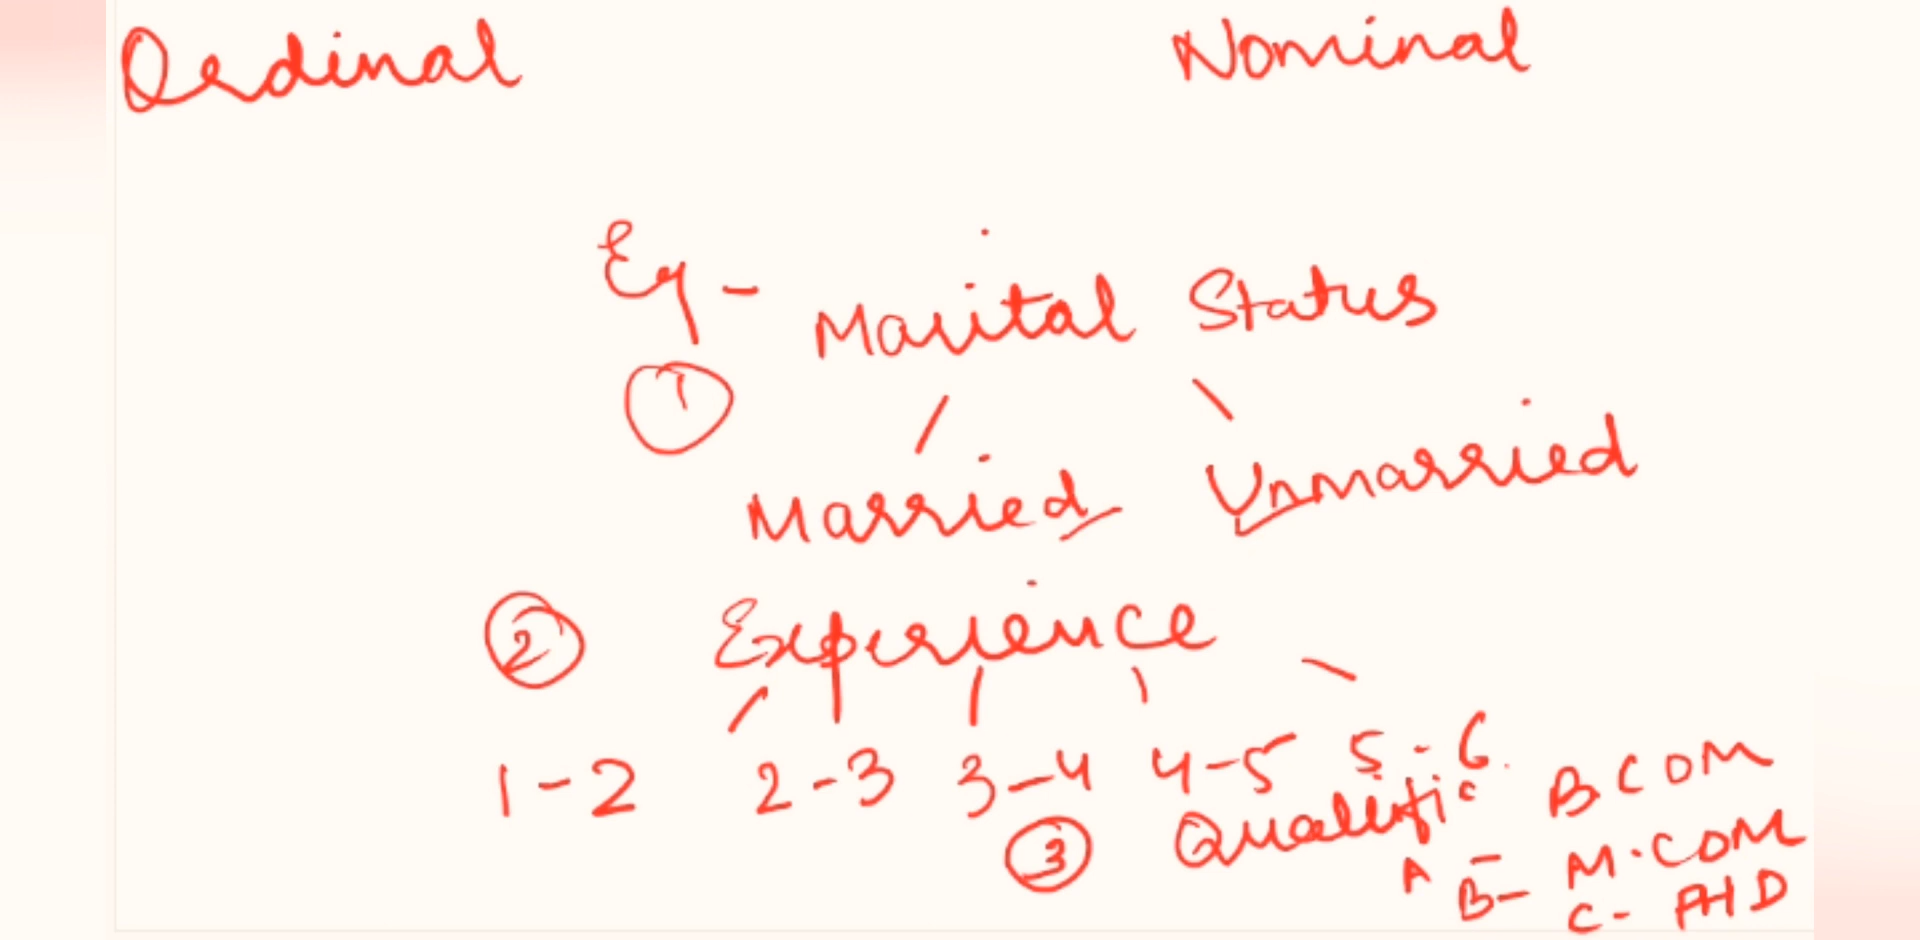 Ordinal Nominal
Eg - Marital Status
1
Married Unmarried
2 Experience
1-2 2-3 3-4 4-5 5-6
3 Qualific
A - BCOM
B- M.COM
C- PHD